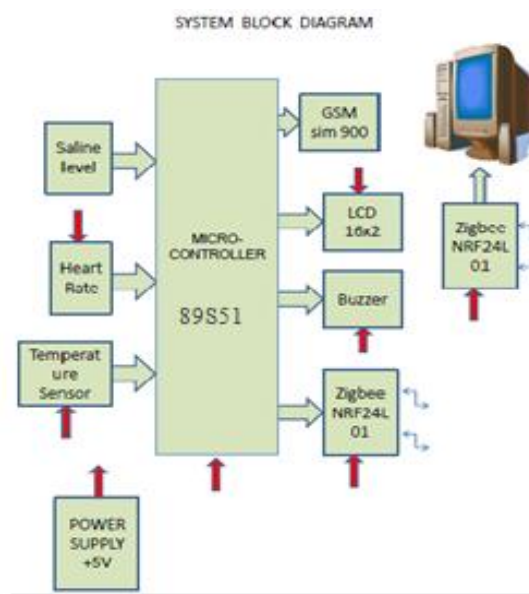 SYSTEM BLOCK DIAGRAM
Saline
level
Heart
Rate
Temperat
ure
Sensor
POWER
SUPPLY
+5V
MICRO-
CONTROLLER
89S51
GSM
sim 900
LCD
16x2
Buzzer
Zigbee
NRF24L
01
Zigbee
NRF24L
01